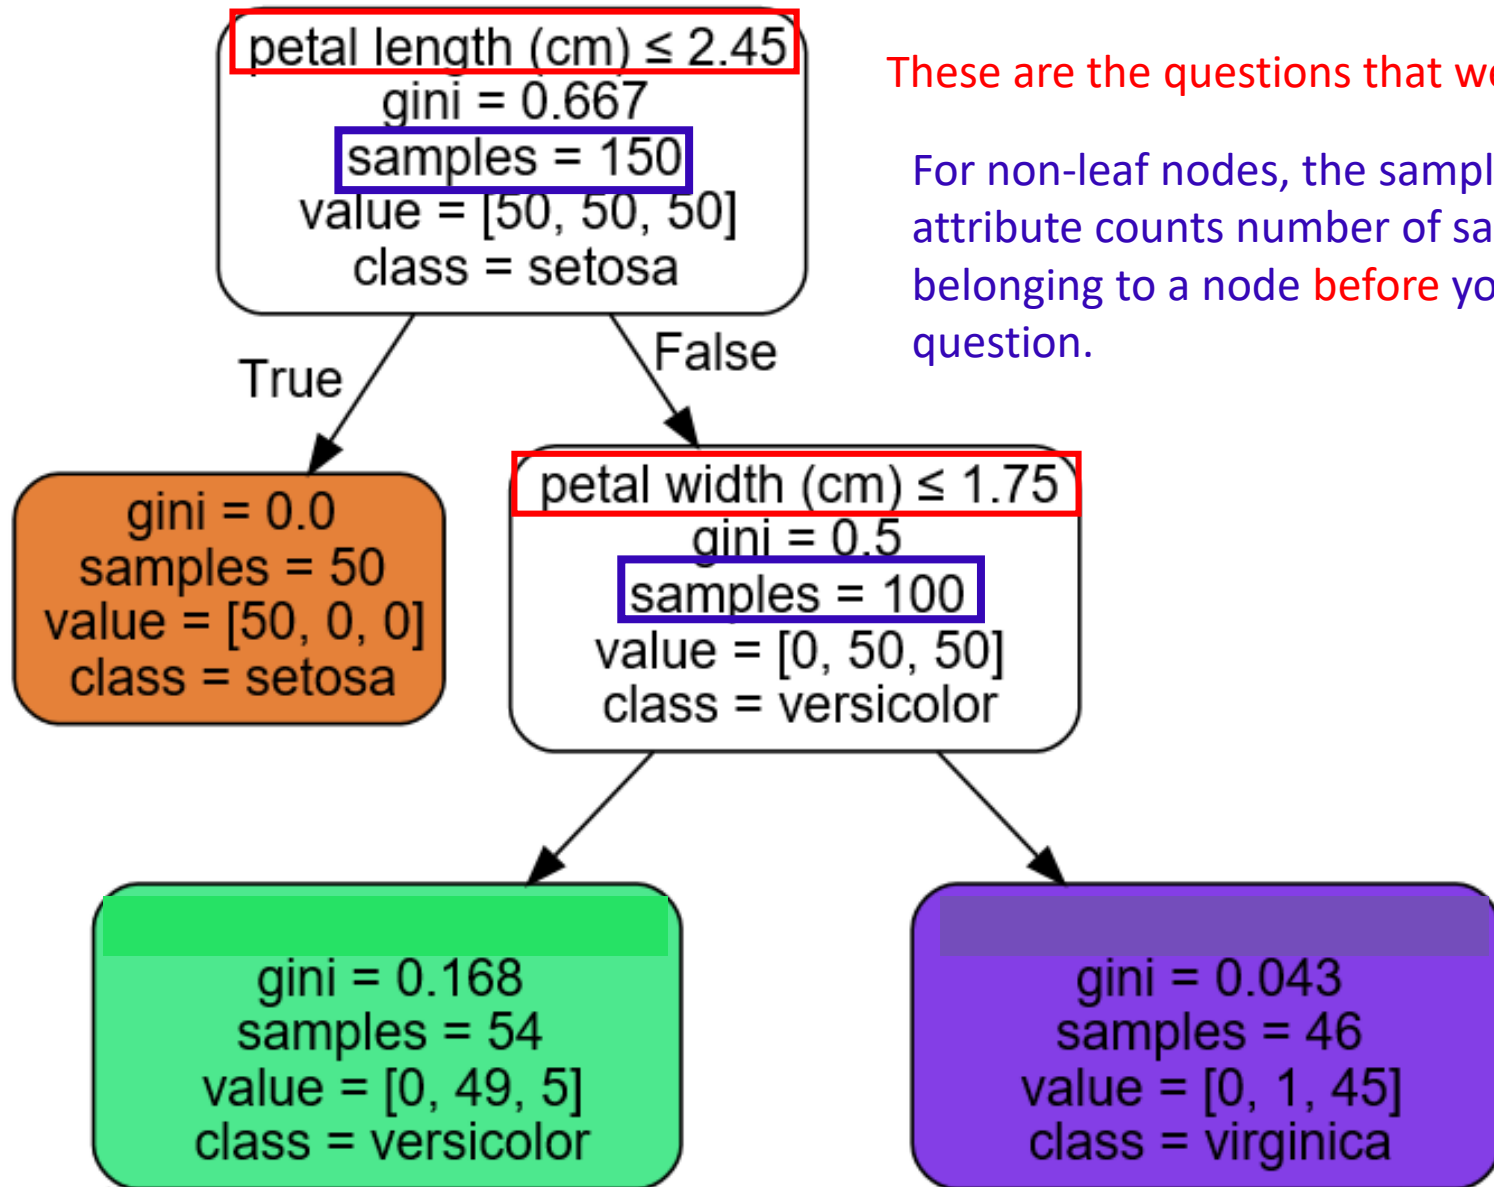 petal length (cm) ≤ 2.45
gini = 0.667
samples = 150
value = [50, 50, 50]
class = setosa
These are the questions that we
For non-leaf nodes, the sampl
attribute counts number of sa
belonging to a node before yo
question.
True
False
gini = 0.0
samples = 50
value = [50, 0, 0]
class = setosa
petal width (cm) ≤ 1.75
gini = 0.5
samples = 100
value = [0, 50, 50]
class = versicolor
gini = 0.168
samples = 54
value = [0, 49, 5]
class = versicolor
gini = 0.043
samples = 46
value = [0, 1, 45]
class = virginica